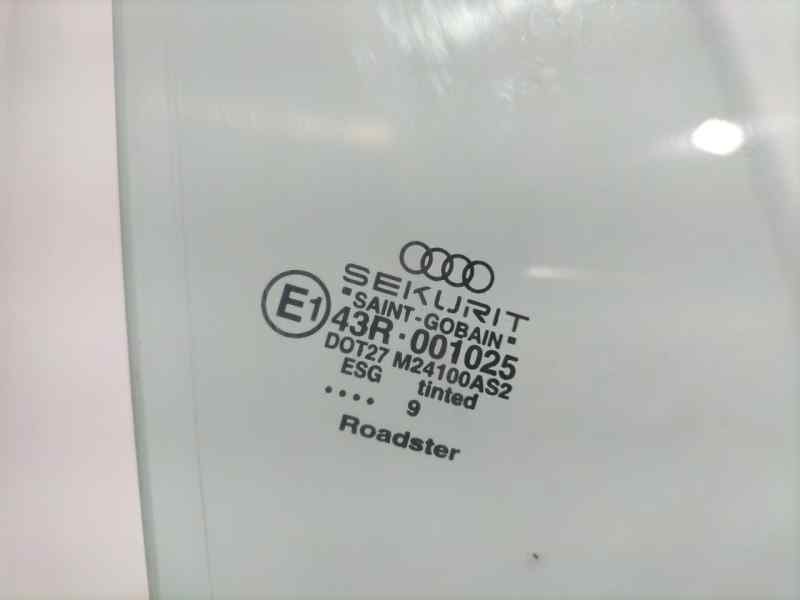 SEKURIT
"SAINT-GOBAIN"
E1
43R·001025
DOT27 M24100AS2
ESG tinted
.... 9
Roadster